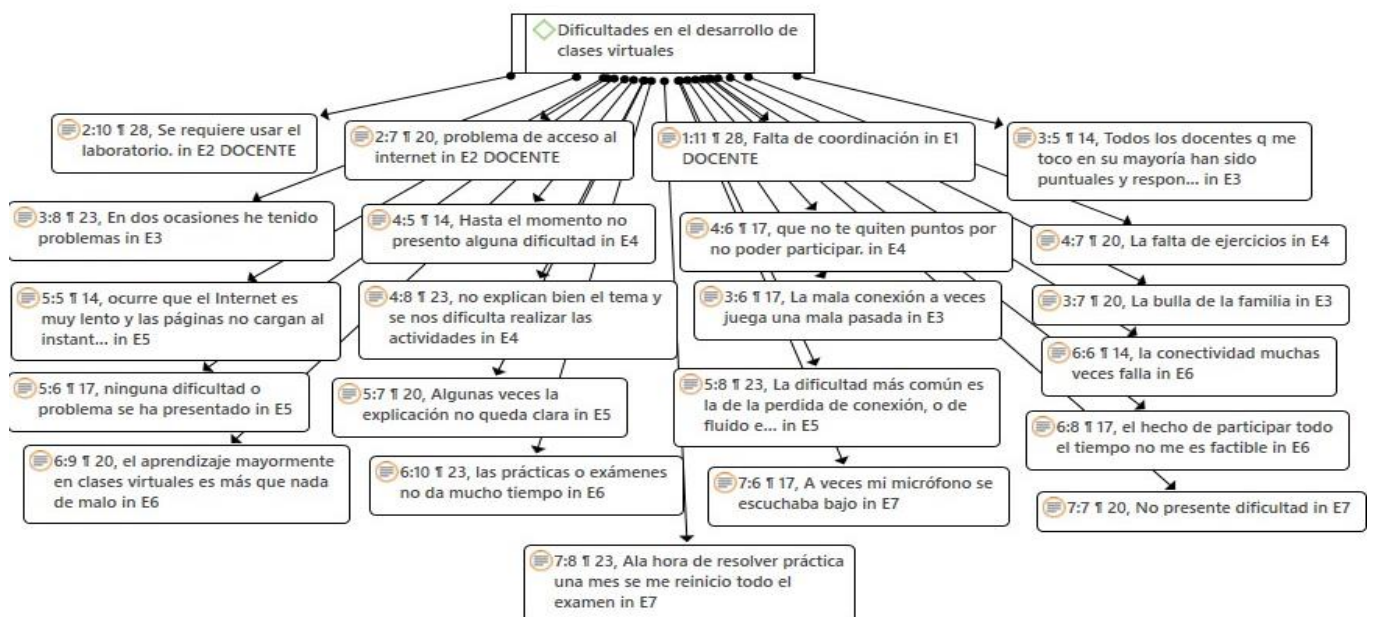 Dificultades en el desarrollo de
clases virtuales
2:10 ¶ 28, Se requiere usar el
laboratorio. in E2 DOCENTE
2:7 ¶ 20, problema de acceso al
internet in E2 DOCENTE
1:11 ¶ 28, Falta de coordinación in E1
DOCENTE
3:5 ¶ 14, Todos los docentes q me
toco en su mayoría han sido
puntuales y respon... in E3
3:8 ¶ 23, En dos ocasiones he tenido
problemas in E3
4:5 ¶ 14, Hasta el momento no
presento alguna dificultad in E4
4:6 ¶ 17, que no te quiten puntos por
no poder participar. in E4
4:7 ¶ 20, La falta de ejercicios in E4
5:5 ¶ 14, ocurre que el Internet es
muy lento y las páginas no cargan al
instant... in E5
4:8 ¶ 23, no explican bien el tema y
se nos dificulta realizar las
actividades in E4
3:6 ¶ 17, La mala conexión a veces
juega una mala pasada in E3
3:7 ¶ 20, La bulla de la familia in E3
6:6 ¶ 14, la conectividad muchas
veces falla in E6
5:6 ¶ 17, ninguna dificultad o
problema se ha presentado in E5
5:7 ¶ 20, Algunas veces la
explicación no queda clara in E5
5:8 ¶ 23, La dificultad más común es
la de la perdida de conexión, o de
fluido e... in E5
6:8 ¶ 17, el hecho de participar todo
el tiempo no me es factible in E6
6:9 ¶ 20, el aprendizaje mayormente
en clases virtuales es más que nada
de malo in E6
6:10 ¶ 23, las prácticas o exámenes
no da mucho tiempo in E6
7:6 ¶ 17, A veces mi micrófono se
escuchaba bajo in E7
7:7 ¶ 20, No presente dificultad in E7
7:8 ¶ 23, Ala hora de resolver práctica
una mes se me reinicio todo el
examen in E7